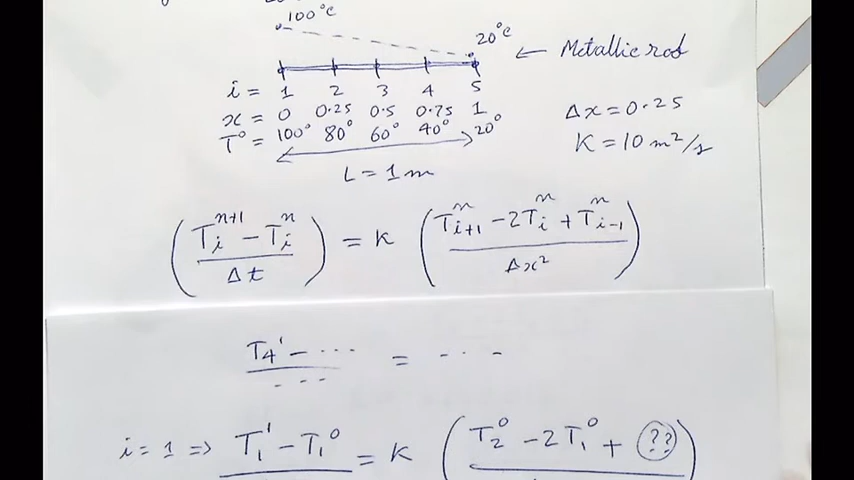 100°C
20°C ← Metallic rod
i = 1 2 3 4 5
x = 0 0.25 0.5 0.75 1
Δx = 0.25
T° = 100° 80° 60° 40° 20°
K = 10 m²/s
L = 1 m
(T_i^{n+1} - T_i^n / Δt) = K (T_{i+1}^n - 2T_i^n + T_{i-1}^n / Δx²)
T_4^1 - ... / --- = - - -
i = 1 => T_1^1 - T_1^0 = K (T_2^0 - 2T_1^0 + ??)